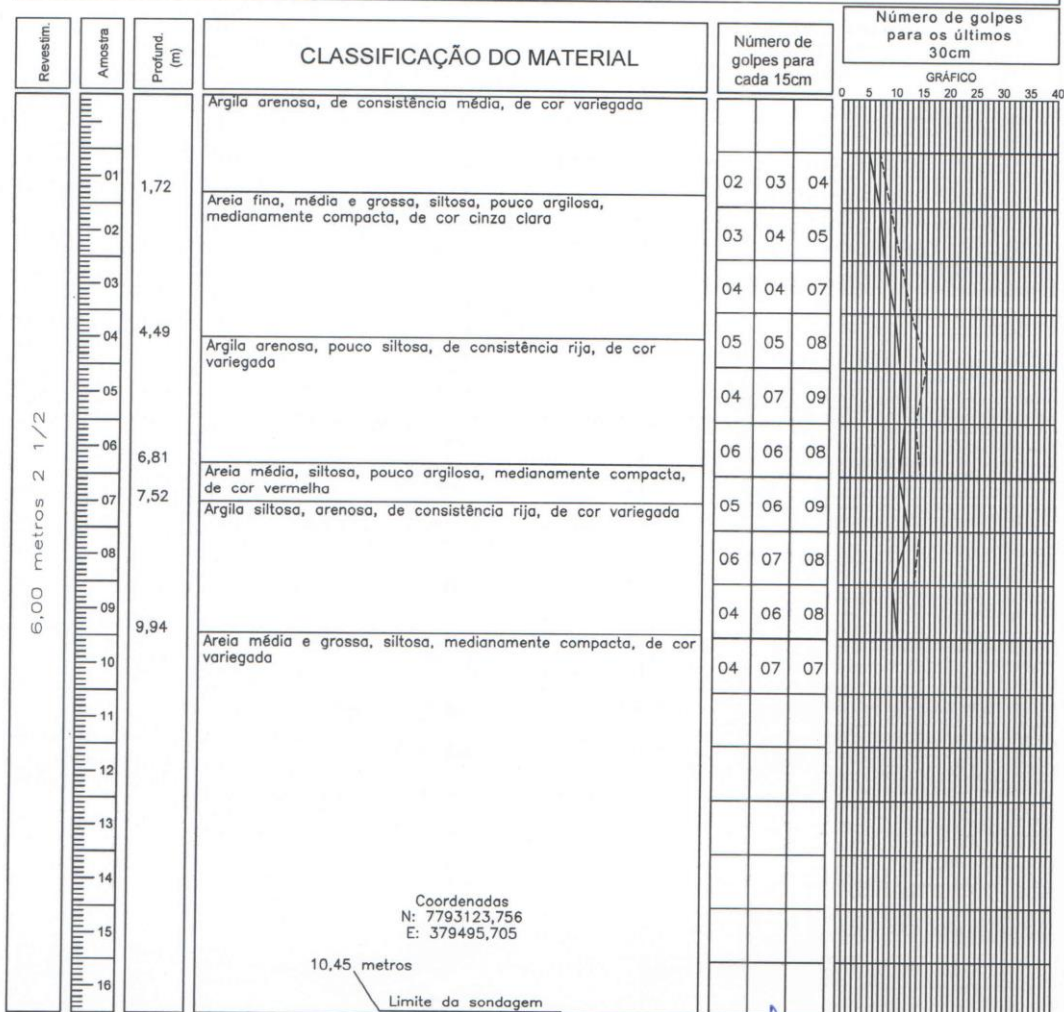 Revestim.
Amostra
Profund.
(m)
CLASSIFICAÇÃO DO MATERIAL
Número de
golpes para
cada 15cm
Número de golpes
para os últimos
30cm
GRÁFICO
0 5 10 15 20 25 30 35 40
6,00 metros 2 1/2
Argila arenosa, de consistência média, de cor variegada
01
1,72
02 03 04
Areia fina, média e grossa, siltosa, pouco argilosa,
medianamente compacta, de cor cinza clara
02
03 04 05
03
04 04 07
04
4,49
05 05 08
Argila arenosa, pouco siltosa, de consistência rija, de cor
variegada
05
04 07 09
06
6,81
06 06 08
Areia média, siltosa, pouco argilosa, medianamente compacta,
de cor vermelha
07
7,52
05 06 09
Argila siltosa, arenosa, de consistência rija, de cor variegada
08
06 07 08
09
9,94
04 06 08
Areia média e grossa, siltosa, medianamente compacta, de cor
variegada
10
04 07 07
11
12
13
14
Coordenadas
N: 7793123,756
15
E: 379495,705
10,45 metros
16
Limite da sondagem